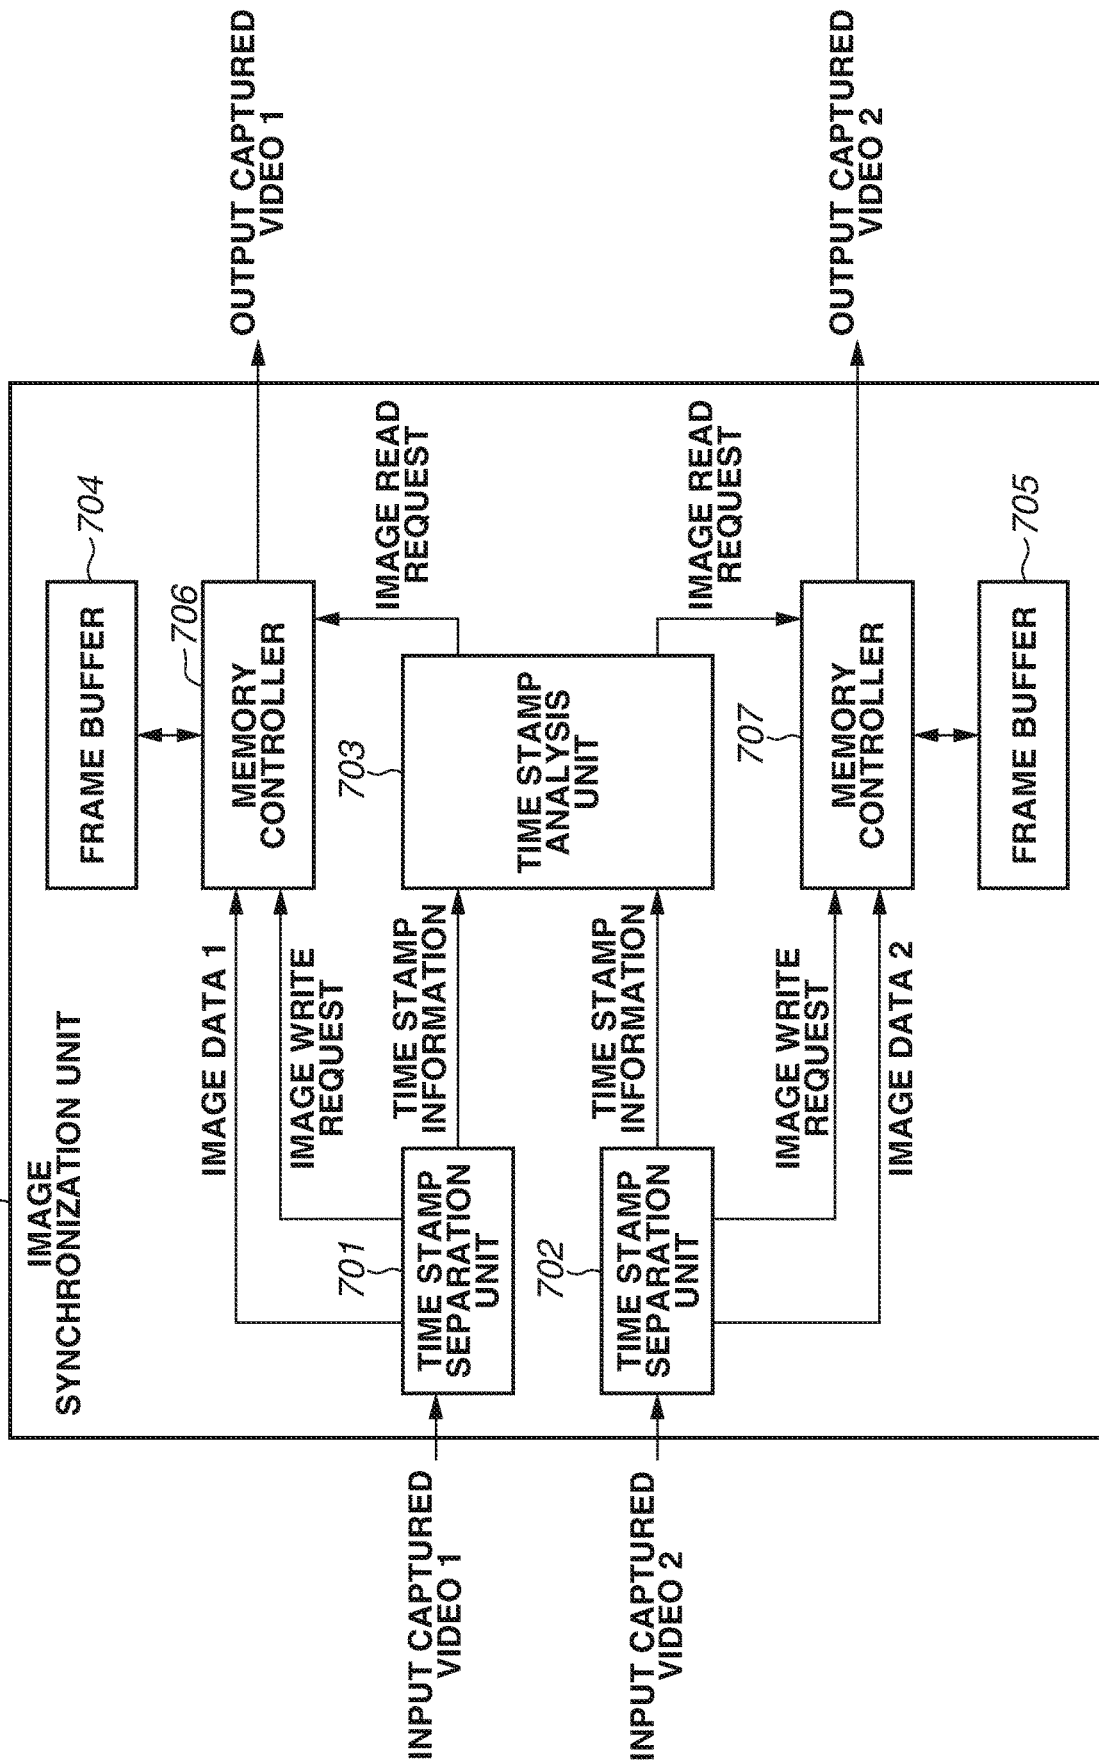 IMAGE
SYNCHRONIZATION UNIT
FRAME BUFFER
704
706
MEMORY
CONTROLLER
OUTPUT CAPTURED
VIDEO 1
IMAGE DATA 1
IMAGE WRITE
REQUEST
IMAGE READ
REQUEST
INPUT CAPTURED
VIDEO 1
701
TIME STAMP
SEPARATION
UNIT
TIME STAMP
INFORMATION
703
TIME STAMP
ANALYSIS
UNIT
INPUT CAPTURED
VIDEO 2
702
TIME STAMP
SEPARATION
UNIT
TIME STAMP
INFORMATION
IMAGE READ
REQUEST
IMAGE WRITE
REQUEST
IMAGE DATA 2
707
MEMORY
CONTROLLER
OUTPUT CAPTURED
VIDEO 2
FRAME BUFFER
705